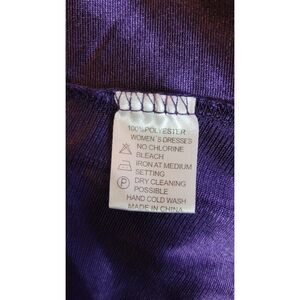 100%POLYESTER
WOMEN`S DRESSES
NO CHLORINE
BLEACH
IRON AT MEDIUM
SETTING
P DRY CLEANING
POSSIBLE
HAND COLD WASH
MADE IN CHINA